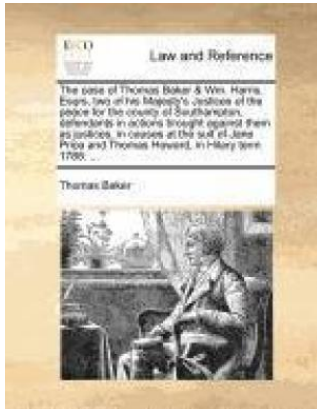 ECCO
Law and Reference
The case of Thomas Baker & Wm. Harris,
Esqrs. two of his Majesty's Justices of the
peace for the county of Southampton,
defendants in actions brought against them
as justices, in causes at the suit of Jane
Price and Thomas Howard, in Hilary term
1786. ...
Thomas Baker